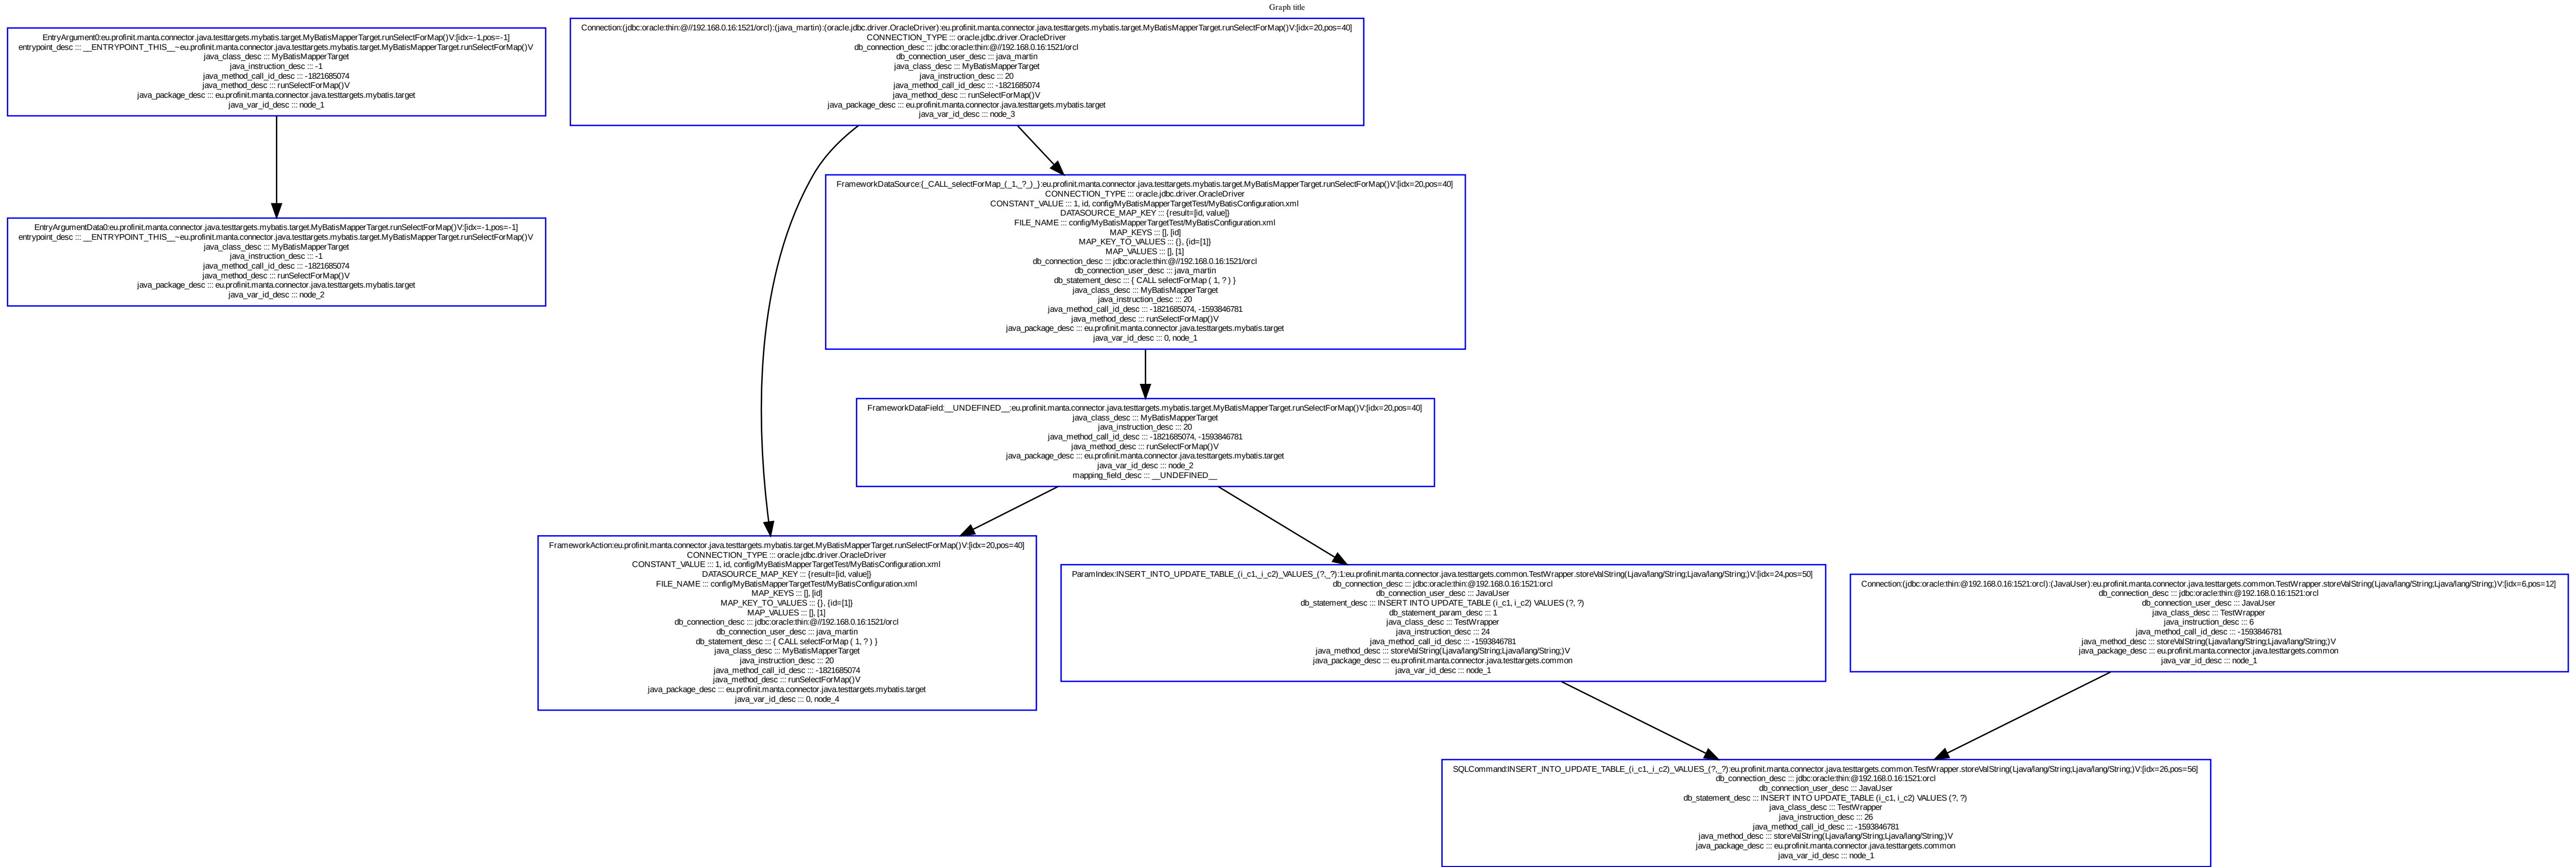 Graph title
EntryArgument0:eu.profinit.manta.connector.java.testtargets.mybatis.target.MyBatisMapperTarget.runSelectForMap()V:[idx=-1,pos=-1]
entrypoint_desc ::: __ENTRYPOINT_THIS__~eu.profinit.manta.connector.java.testtargets.mybatis.target.MyBatisMapperTarget.runSelectForMap()V
java_class_desc ::: MyBatisMapperTarget
java_instruction_desc ::: -1
java_method_call_id_desc ::: -1821685074
java_method_desc ::: runSelectForMap()V
java_package_desc ::: eu.profinit.manta.connector.java.testtargets.mybatis.target
java_var_id_desc ::: node_1
Connection:(jdbc:oracle:thin:@//192.168.0.16:1521/orcl):(java_martin):(oracle.jdbc.driver.OracleDriver):eu.profinit.manta.connector.java.testtargets.mybatis.target.MyBatisMapperTarget.runSelectForMap()V:[idx=20,pos=40]
CONNECTION_TYPE ::: oracle.jdbc.driver.OracleDriver
db_connection_desc ::: jdbc:oracle:thin:@//192.168.0.16:1521/orcl
db_connection_user_desc ::: java_martin
java_class_desc ::: MyBatisMapperTarget
java_instruction_desc ::: 20
java_method_call_id_desc ::: -1821685074
java_method_desc ::: runSelectForMap()V
java_package_desc ::: eu.profinit.manta.connector.java.testtargets.mybatis.target
java_var_id_desc ::: node_3
EntryArgumentData0:eu.profinit.manta.connector.java.testtargets.mybatis.target.MyBatisMapperTarget.runSelectForMap()V:[idx=-1,pos=-1]
entrypoint_desc ::: __ENTRYPOINT_THIS__~eu.profinit.manta.connector.java.testtargets.mybatis.target.MyBatisMapperTarget.runSelectForMap()V
java_class_desc ::: MyBatisMapperTarget
java_instruction_desc ::: -1
java_method_call_id_desc ::: -1821685074
java_method_desc ::: runSelectForMap()V
java_package_desc ::: eu.profinit.manta.connector.java.testtargets.mybatis.target
java_var_id_desc ::: node_2
FrameworkDataSource:{_CALL_selectForMap_(_1,_?_)_}:eu.profinit.manta.connector.java.testtargets.mybatis.target.MyBatisMapperTarget.runSelectForMap()V:[idx=20,pos=40]
CONNECTION_TYPE ::: oracle.jdbc.driver.OracleDriver
CONSTANT_VALUE ::: 1, id, config/MyBatisMapperTargetTest/MyBatisConfiguration.xml
DATASOURCE_MAP_KEY ::: {result=[id, value]}
FILE_NAME ::: config/MyBatisMapperTargetTest/MyBatisConfiguration.xml
MAP_KEYS ::: [], [id]
MAP_KEY_TO_VALUES ::: {}, {id=[1]}
MAP_VALUES ::: [], [1]
db_connection_desc ::: jdbc:oracle:thin:@//192.168.0.16:1521/orcl
db_connection_user_desc ::: java_martin
db_statement_desc ::: { CALL selectForMap ( 1, ? ) }
java_class_desc ::: MyBatisMapperTarget
java_instruction_desc ::: 20
java_method_call_id_desc ::: -1821685074, -1593846781
java_method_desc ::: runSelectForMap()V
java_package_desc ::: eu.profinit.manta.connector.java.testtargets.mybatis.target
java_var_id_desc ::: 0, node_1
FrameworkDataField:__UNDEFINED__:eu.profinit.manta.connector.java.testtargets.mybatis.target.MyBatisMapperTarget.runSelectForMap()V:[idx=20,pos=40]
java_class_desc ::: MyBatisMapperTarget
java_instruction_desc ::: 20
java_method_call_id_desc ::: -1821685074, -1593846781
java_method_desc ::: runSelectForMap()V
java_package_desc ::: eu.profinit.manta.connector.java.testtargets.mybatis.target
java_var_id_desc ::: node_2
mapping_field_desc ::: __UNDEFINED__
FrameworkAction:eu.profinit.manta.connector.java.testtargets.mybatis.target.MyBatisMapperTarget.runSelectForMap()V:[idx=20,pos=40]
CONNECTION_TYPE ::: oracle.jdbc.driver.OracleDriver
CONSTANT_VALUE ::: 1, id, config/MyBatisMapperTargetTest/MyBatisConfiguration.xml
DATASOURCE_MAP_KEY ::: {result=[id, value]}
FILE_NAME ::: config/MyBatisMapperTargetTest/MyBatisConfiguration.xml
MAP_KEYS ::: [], [id]
MAP_KEY_TO_VALUES ::: {}, {id=[1]}
MAP_VALUES ::: [], [1]
db_connection_desc ::: jdbc:oracle:thin:@//192.168.0.16:1521/orcl
db_connection_user_desc ::: java_martin
db_statement_desc ::: { CALL selectForMap ( 1, ? ) }
java_class_desc ::: MyBatisMapperTarget
java_instruction_desc ::: 20
java_method_call_id_desc ::: -1821685074
java_method_desc ::: runSelectForMap()V
java_package_desc ::: eu.profinit.manta.connector.java.testtargets.mybatis.target
java_var_id_desc ::: 0, node_4
ParamIndex:INSERT_INTO_UPDATE_TABLE_(i_c1,_i_c2)_VALUES_(?,_?):1:eu.profinit.manta.connector.java.testtargets.common.TestWrapper.storeValString(Ljava/lang/String;Ljava/lang/String;)V:[idx=24,pos=50]
db_connection_desc ::: jdbc:oracle:thin:@192.168.0.16:1521:orcl
db_connection_user_desc ::: JavaUser
db_statement_desc ::: INSERT INTO UPDATE_TABLE (i_c1, i_c2) VALUES (?, ?)
db_statement_param_desc ::: 1
java_class_desc ::: TestWrapper
java_instruction_desc ::: 24
java_method_call_id_desc ::: -1593846781
java_method_desc ::: storeValString(Ljava/lang/String;Ljava/lang/String;)V
java_package_desc ::: eu.profinit.manta.connector.java.testtargets.common
java_var_id_desc ::: node_1
Connection:(jdbc:oracle:thin:@192.168.0.16:1521:orcl):(JavaUser):eu.profinit.manta.connector.java.testtargets.common.TestWrapper.storeValString(Ljava/lang/String;Ljava/lang/String;)V:[idx=6,pos=12]
db_connection_desc ::: jdbc:oracle:thin:@192.168.0.16:1521:orcl
db_connection_user_desc ::: JavaUser
java_class_desc ::: TestWrapper
java_instruction_desc ::: 6
java_method_call_id_desc ::: -1593846781
java_method_desc ::: storeValString(Ljava/lang/String;Ljava/lang/String;)V
java_package_desc ::: eu.profinit.manta.connector.java.testtargets.common
java_var_id_desc ::: node_1
SQLCommand:INSERT_INTO_UPDATE_TABLE_(i_c1,_i_c2)_VALUES_(?,_?):eu.profinit.manta.connector.java.testtargets.common.TestWrapper.storeValString(Ljava/lang/String;Ljava/lang/String;)V:[idx=26,pos=56]
db_connection_desc ::: jdbc:oracle:thin:@192.168.0.16:1521:orcl
db_connection_user_desc ::: JavaUser
db_statement_desc ::: INSERT INTO UPDATE_TABLE (i_c1, i_c2) VALUES (?, ?)
java_class_desc ::: TestWrapper
java_instruction_desc ::: 26
java_method_call_id_desc ::: -1593846781
java_method_desc ::: storeValString(Ljava/lang/String;Ljava/lang/String;)V
java_package_desc ::: eu.profinit.manta.connector.java.testtargets.common
java_var_id_desc ::: node_1